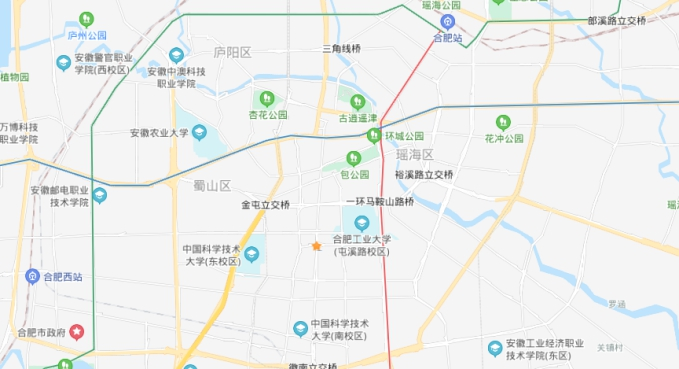 瑶海公园
郎溪路立交桥
合肥站
庐州公园
庐阳区
三角线桥
安徽警官职业
学院(西校区)
安徽中澳科技
职业学院
植物园
杏花公园
古逍遥津
万博科技
职业学院
安徽农业大学
环城公园
花冲公园
瑶海区
包公园
裕溪路立交桥
蜀山区
安徽邮电职业
技术学院
金屯立交桥
一环马鞍山路桥
瑶
中国科学技术
大学(东校区)
合肥工业大学
(屯溪路校区)
合肥西站
合肥市政府
中国科学技术
大学(南校区)
关镇村
安徽工业经济职业
技术学院(东区)
徽南立交桥